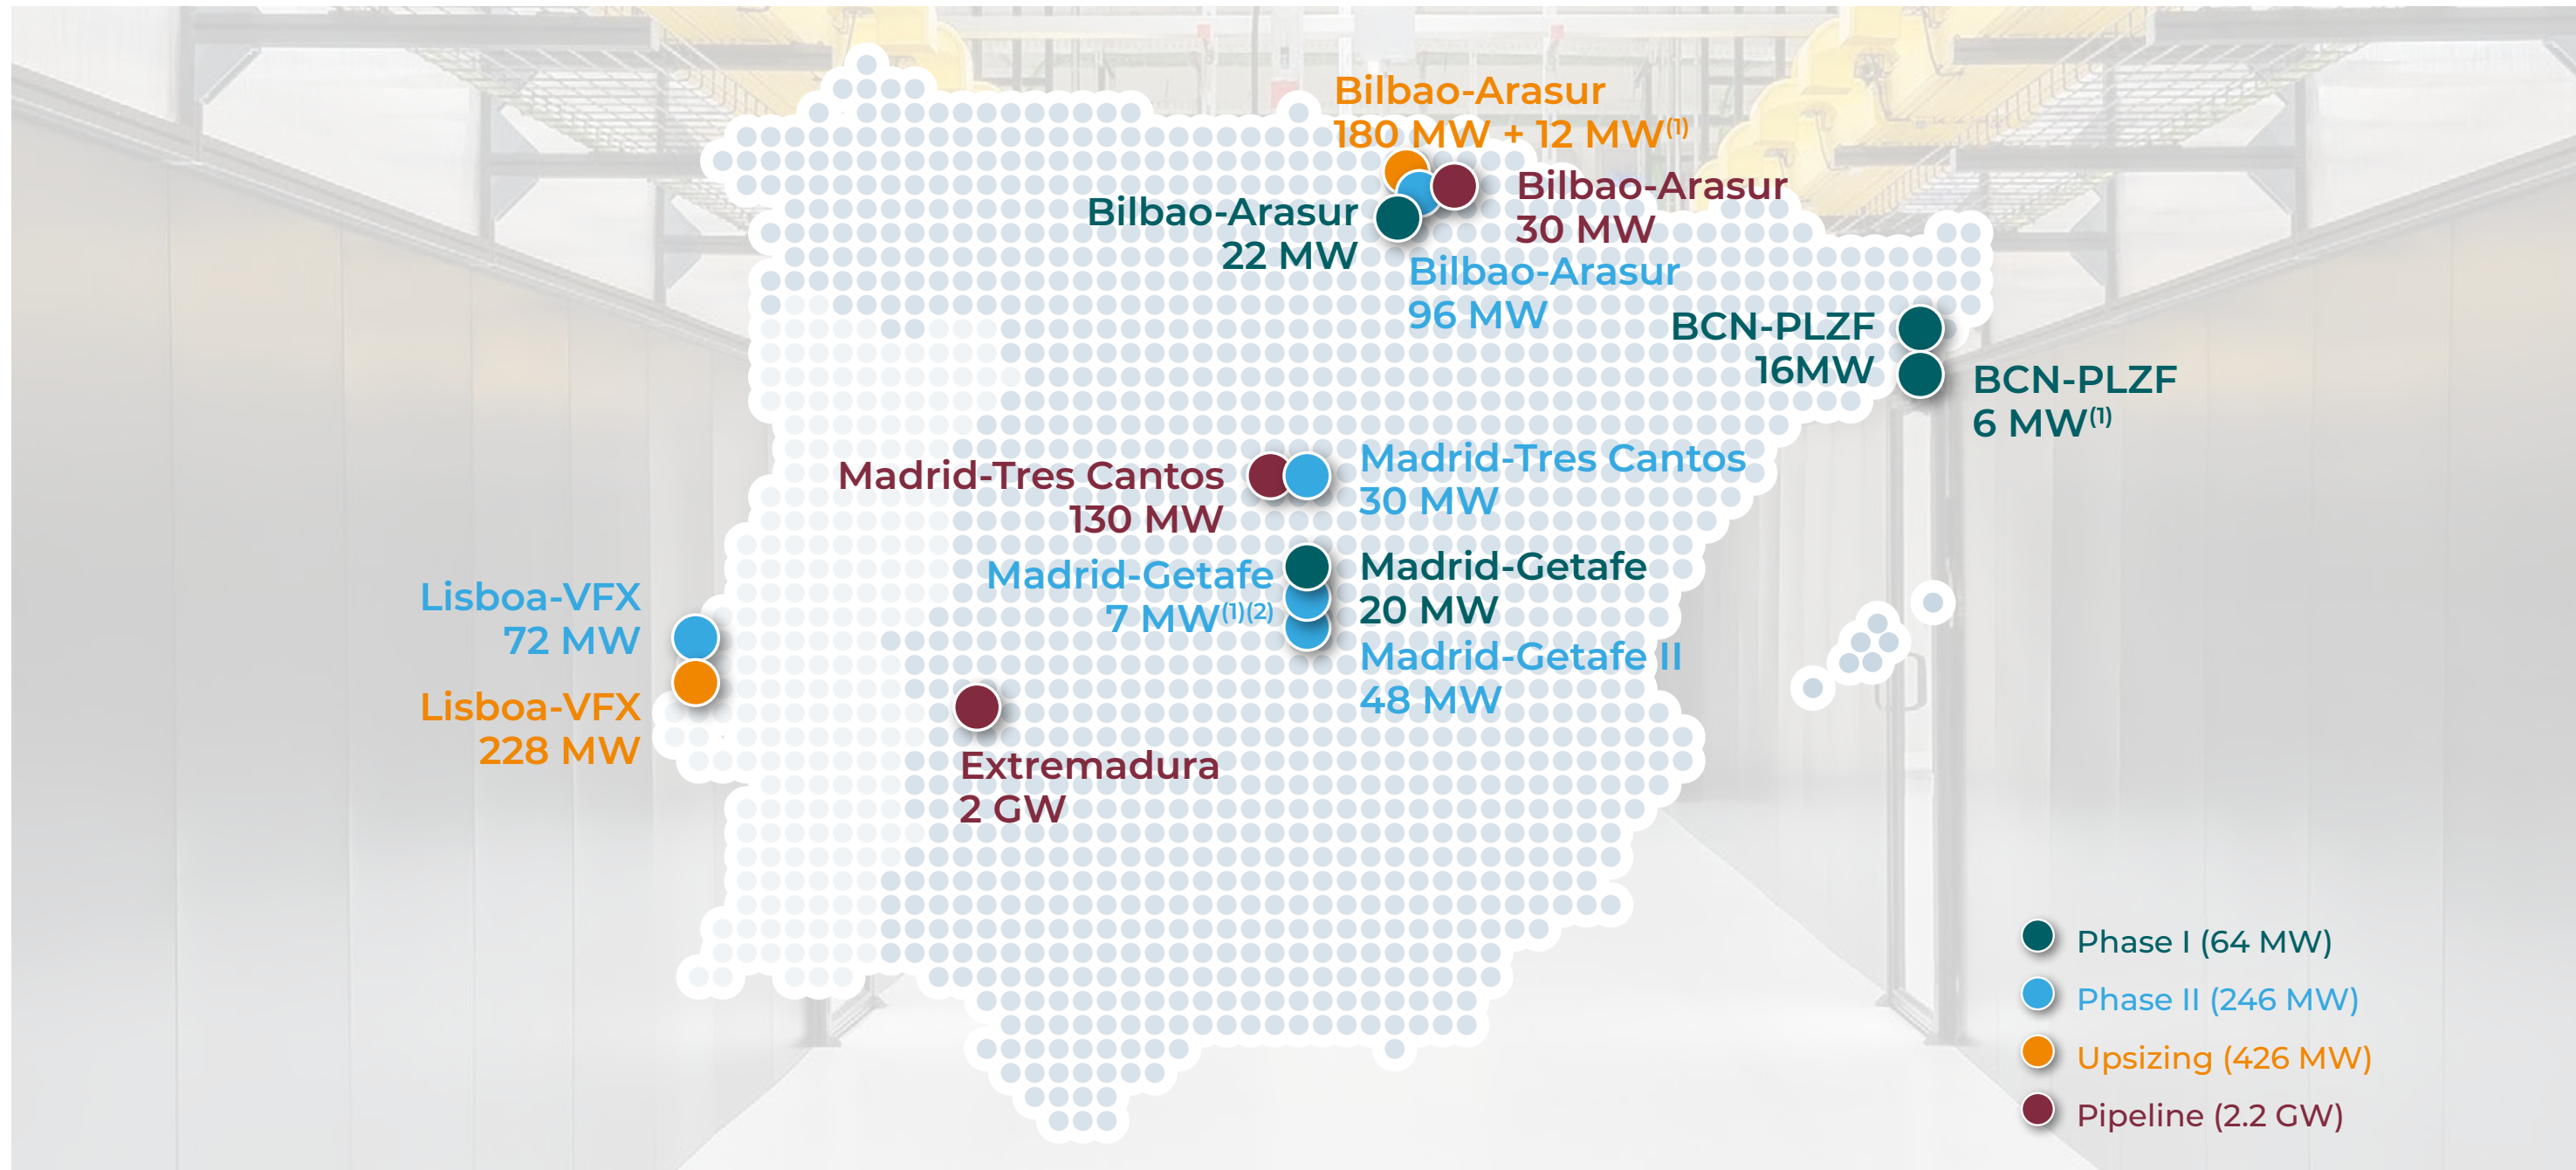 Bilbao-Arasur
180 MW + 12 MW(1)
Bilbao-Arasur
30 MW
Bilbao-Arasur
22 MW
Bilbao-Arasur
96 MW
BCN-PLZF
16MW
BCN-PLZF
6 MW(1)
Madrid-Tres Cantos
130 MW
Madrid-Tres Cantos
30 MW
Madrid-Getafe
7 MW(1)(2)
Madrid-Getafe
20 MW
Madrid-Getafe II
48 MW
Lisboa-VFX
72 MW
Lisboa-VFX
228 MW
Extremadura
2 GW
Phase I (64 MW)
Phase II (246 MW)
Upsizing (426 MW)
Pipeline (2.2 GW)